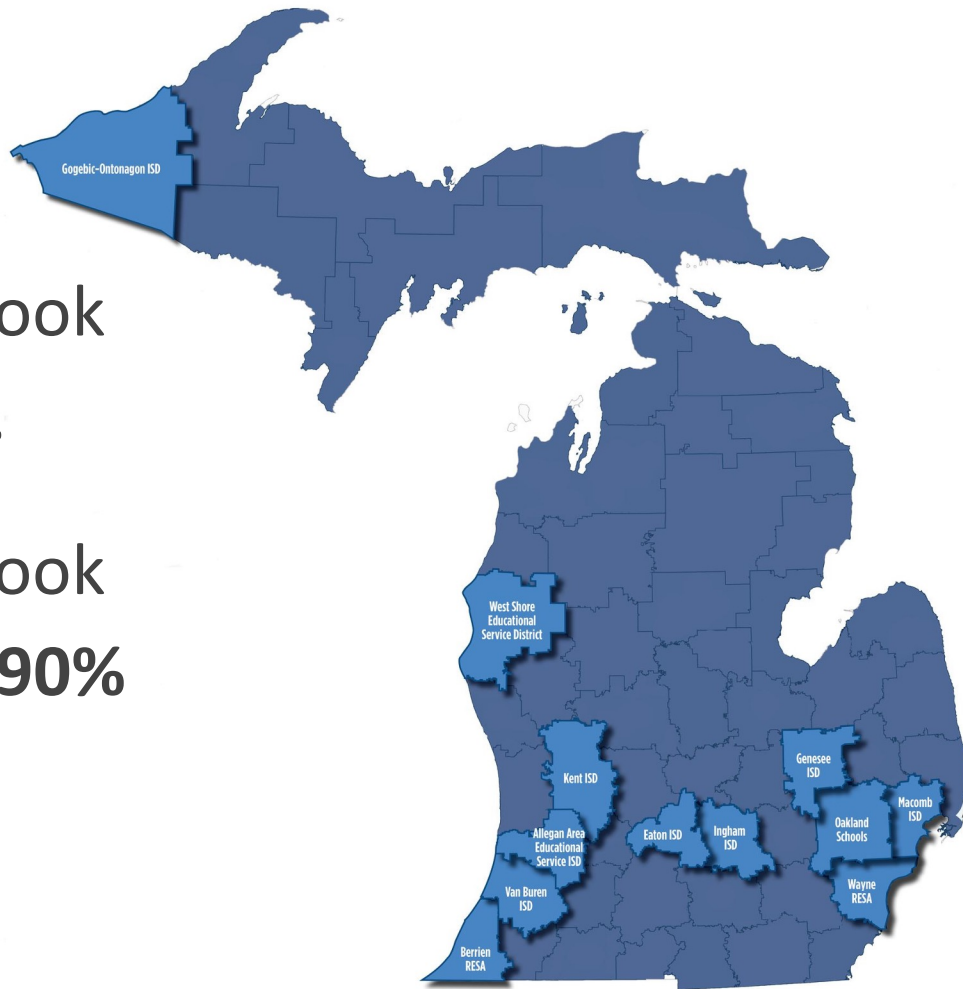 Gogebic-Ontonagon ISD
ook
ook
90%
West Shore
Educational
Service District
Kent ISD
Genesee
ISD
Macomb
ISD
Oakland
Schools
Eaton ISD
Ingham
ISD
Allegan Area
Educational
Service ISD
Van Buren
ISD
Wayne
RESA
Berrien
RESA